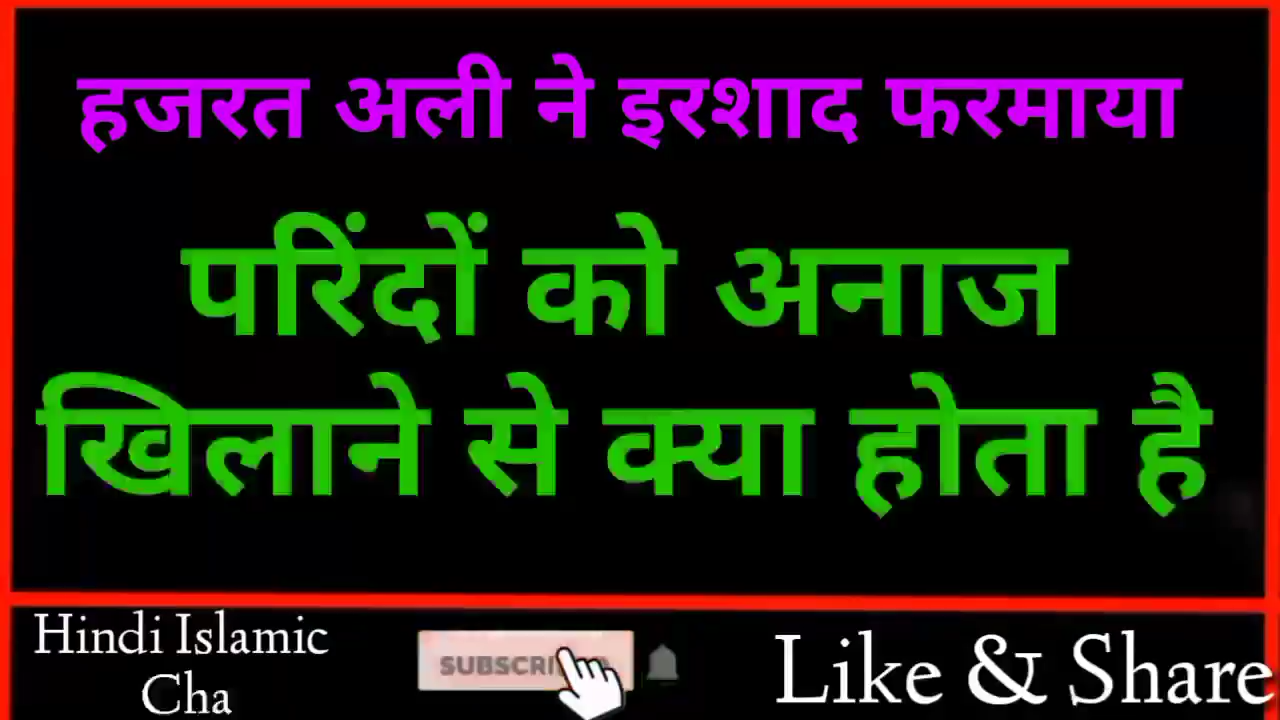 हजरत अली ने इरशाद फरमाया
परिंदों को अनाज
खिलाने से क्या होता है
Hindi Islamic
Cha
Like & Share